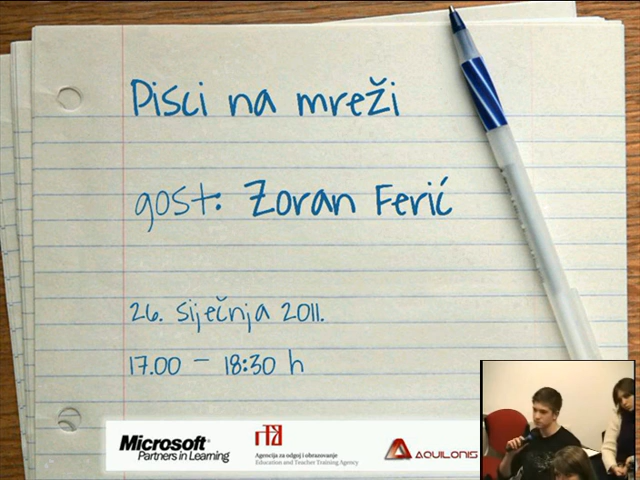 Pisci na mreži
gost: Zoran Ferić
26. siječnja 2011.
17.00 - 18:30 h
Microsoft®
Partners in Learning
Agencija za odgoj i obrazovanje
Education and Teacher Training Agency
AQUILONIS